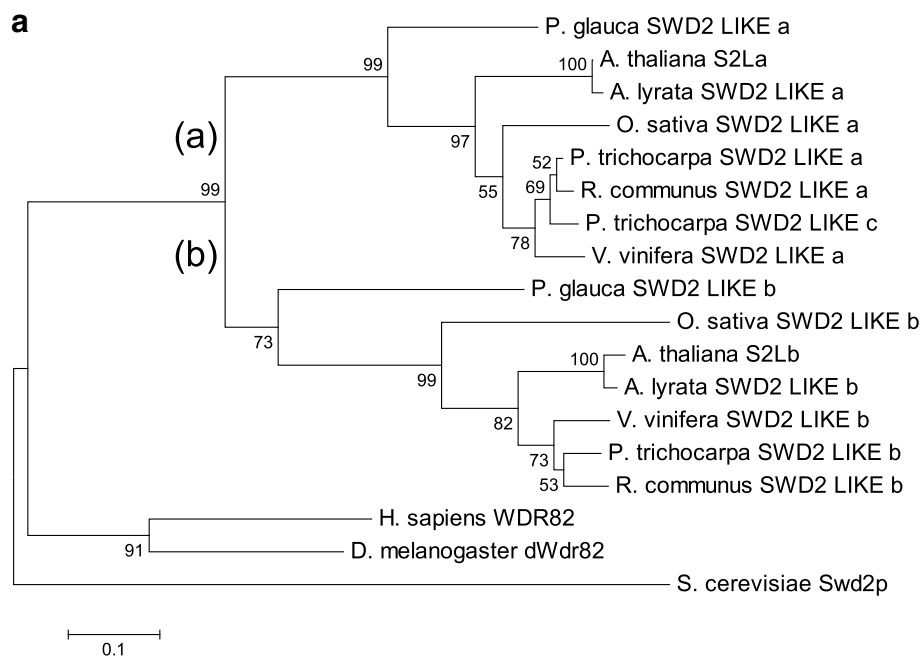 a
P. glauca SWD2 LIKE a
A. thaliana S2La
A. lyrata SWD2 LIKE a
O. sativa SWD2 LIKE a
P. trichocarpa SWD2 LIKE a
R. communus SWD2 LIKE a
P. trichocarpa SWD2 LIKE c
V. vinifera SWD2 LIKE a
P. glauca SWD2 LIKE b
O. sativa SWD2 LIKE b
A. thaliana S2Lb
A. lyrata SWD2 LIKE b
V. vinifera SWD2 LIKE b
P. trichocarpa SWD2 LIKE b
R. communus SWD2 LIKE b
H. sapiens WDR82
D. melanogaster dWdr82
S. cerevisiae Swd2p
(a)
(b)
99
100
97
55
52
69
78
99
73
99
100
82
73
53
91
0.1